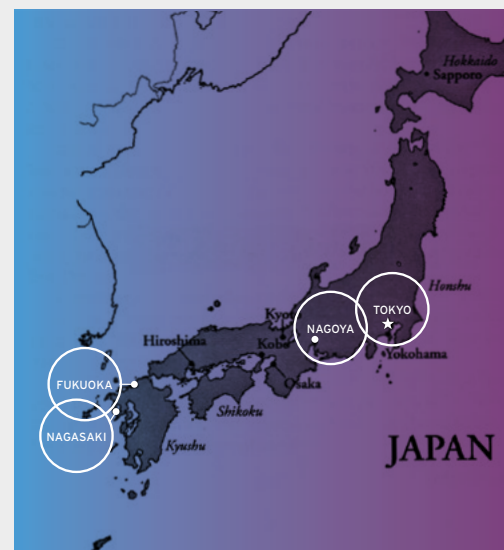 Hokkaido
Sapporo
Honshu
TOKYO
Kyoto
NAGOYA
Hiroshima
Kobe
Yokohama
FUKUOKA
Osaka
Shikoku
NAGASAKI
Kyushu
JAPAN